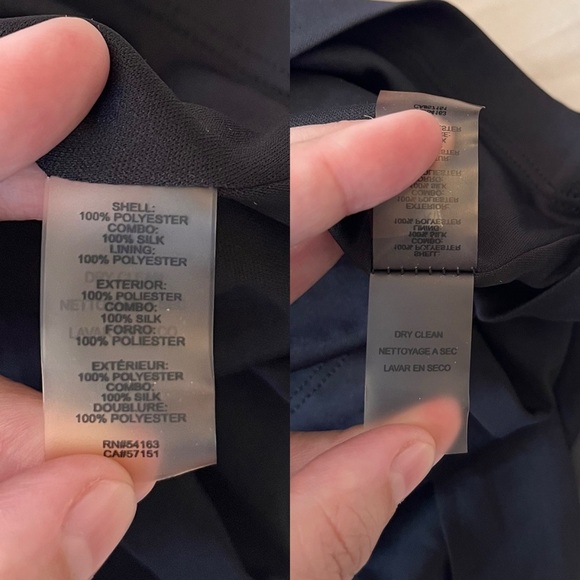 SHELL:
100% POLYESTER
COMBO:
100% SILK
LINING:
100% POLYESTER
EXTERIOR:
100% POLIESTER
COMBO:
100% SILK
FORRO:
100% POLIESTER
EXTÉRIEUR:
100% POLYESTER
COMBO:
100% SILK
DOUBLURE:
100% POLYESTER
RN#54163
CA#57151
DRY CLEAN
NETTOYAGE A SEC
LAVAR EN SECO